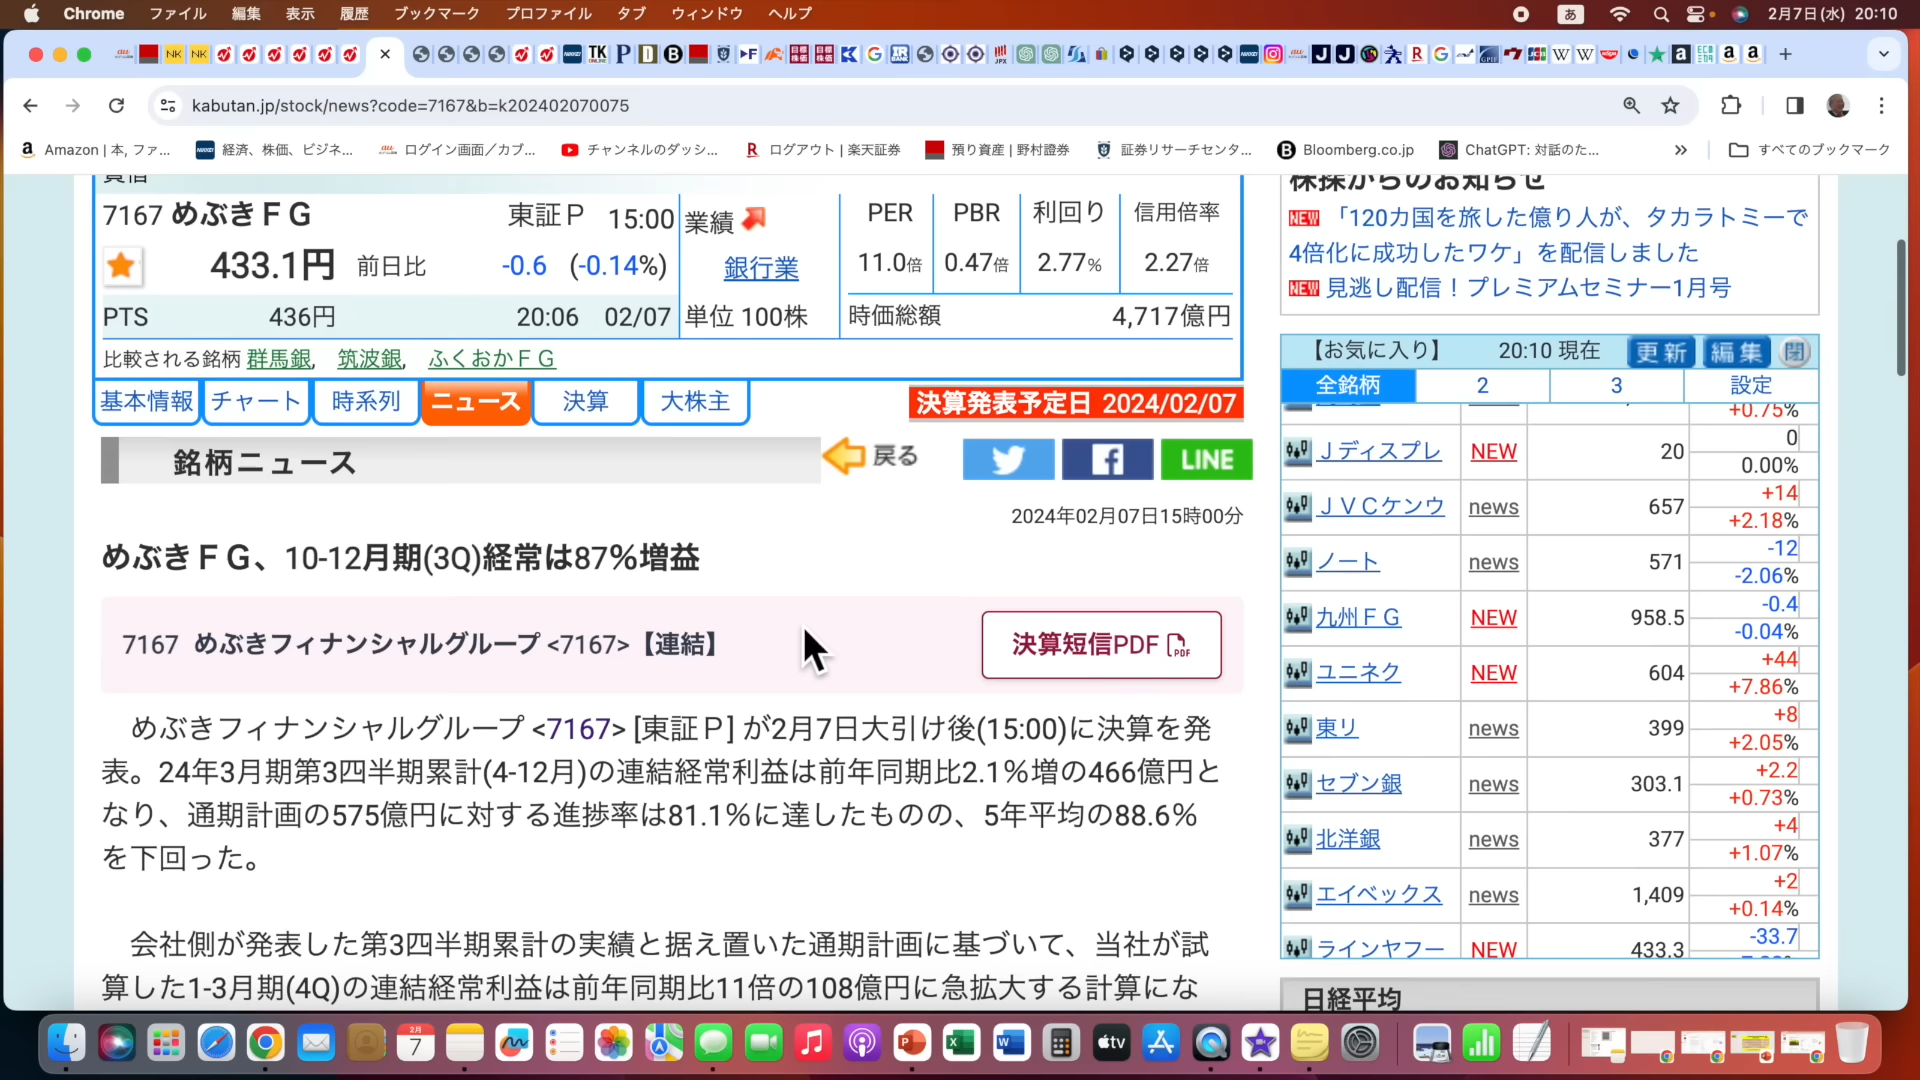 Chrome ファイル 編集 表示 履歴 ブックマーク プロファイル タブ ウィンドウ ヘルプ あ 2月7日(水) 20:10
kabutan.jp/stock/news?code=7167&b=k202402070075
Amazon | 本, ファ... 経済、株価、ビジネ... ログイン画面／カブ... チャンネルのダッシ... ログアウト | 楽天証券 預り資産 | 野村證券 証券リサーチセンタ... Bloomberg.co.jp ChatGPT: 対話のた... » すべてのブックマーク
7167 めぶきＦＧ 東証Ｐ 15:00 業績 PER PBR 利回り 信用倍率
433.1円 前日比 -0.6 (-0.14%) 銀行業 11.0倍 0.47倍 2.77% 2.27倍
PTS 436円 20:06 02/07 単位 100株 時価総額 4,717億円
比較される銘柄 群馬銀, 筑波銀, ふくおかＦＧ
基本情報 チャート 時系列 ニュース 決算 大株主 決算発表予定日 2024/02/07
銘柄ニュース 戻る LINE
2024年02月07日15時00分
めぶきＦＧ、10-12月期(3Q)経常は87%増益
7167 めぶきフィナンシャルグループ <7167>【連結】 決算短信PDF
めぶきフィナンシャルグループ <7167> [東証Ｐ] が2月7日大引け後(15:00)に決算を発
表。24年3月期第3四半期累計(4-12月)の連結経常利益は前年同期比2.1％増の466億円と
なり、通期計画の575億円に対する進捗率は81.1％に達したものの、5年平均の88.6％
を下回った。
会社側が発表した第3四半期累計の実績と据え置いた通期計画に基づいて、当社が試
算した1-3月期(4Q)の連結経常利益は前年同期比11倍の108億円に急拡大する計算にな
株探からのお知らせ
NEW 「120カ国を旅した億り人が、タカラトミーで
4倍化に成功したワケ」を配信しました
NEW 見逃し配信！プレミアムセミナー1月号
【お気に入り】 20:10 現在 更新 編集 閉
全銘柄 2 3 設定
+0.75%
Ｊディスプレ NEW 20 0
0.00%
ＪＶＣケンウ news 657 +14
+2.18%
ノート news 571 -12
-2.06%
九州ＦＧ NEW 958.5 -0.4
-0.04%
ユニネク NEW 604 +44
+7.86%
東リ news 399 +8
+2.05%
セブン銀 news 303.1 +2.2
+0.73%
北洋銀 news 377 +4
+1.07%
エイベックス news 1,409 +2
+0.14%
ラインヤフー NEW 433.3 -33.7
日経平均
2月
7
tv